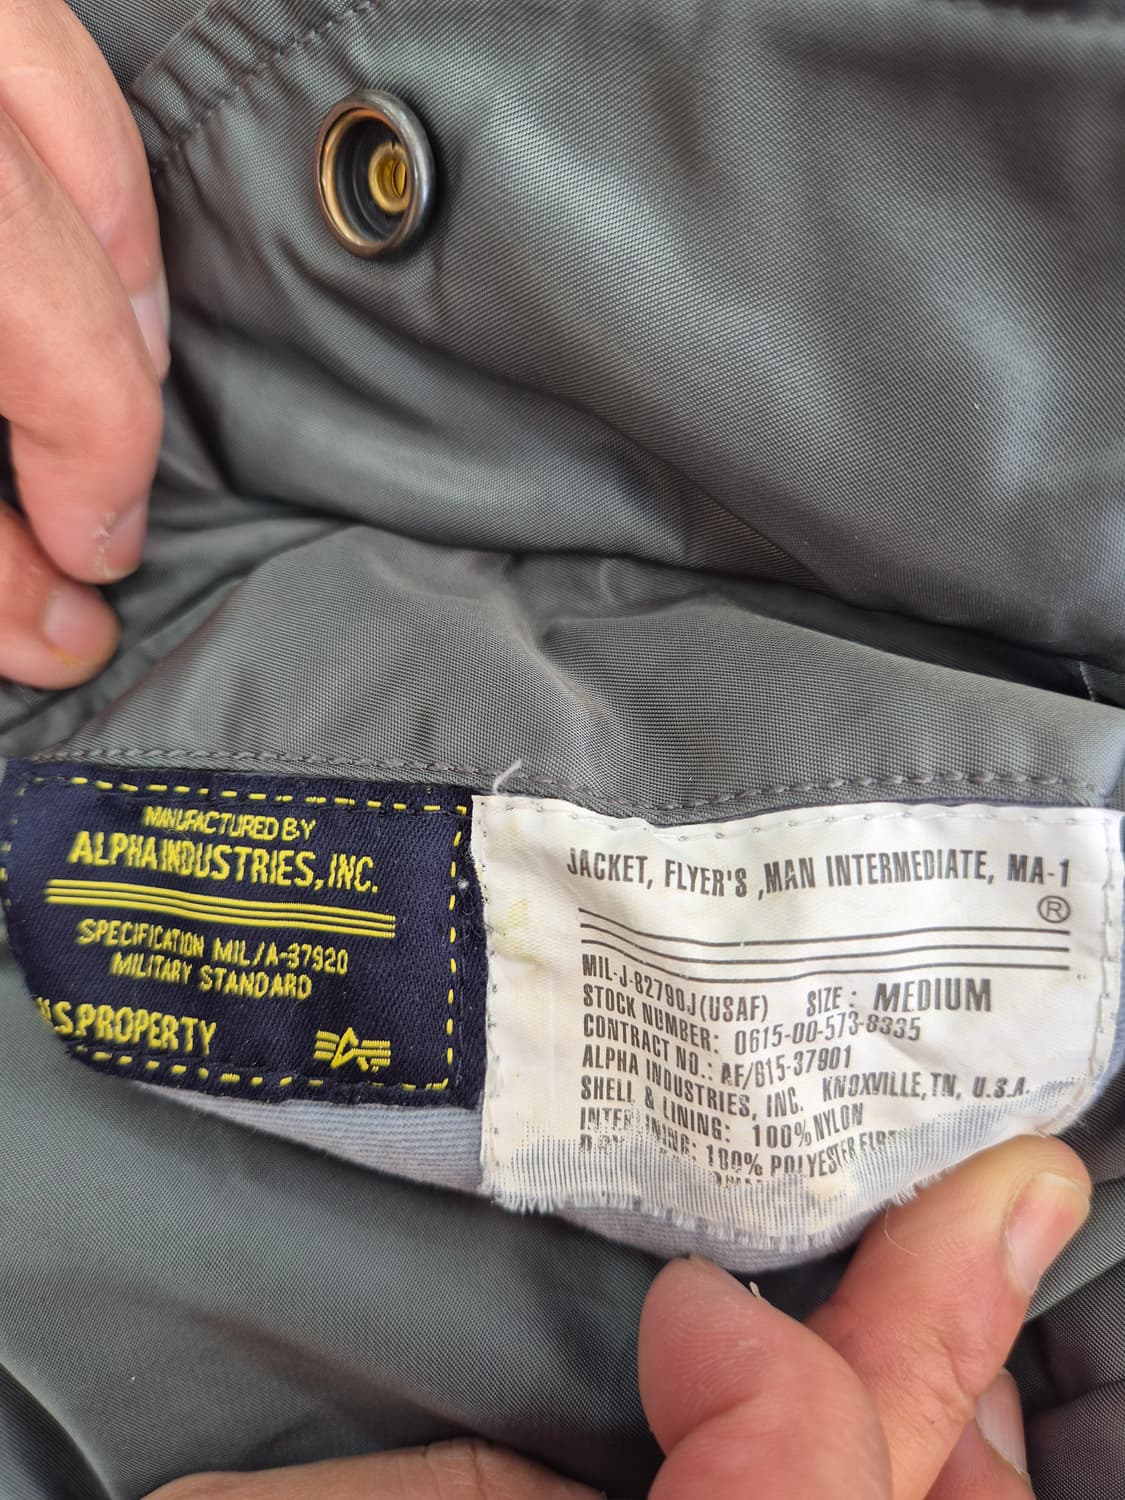 MANUFACTURED BY
ALPHA INDUSTRIES, INC.
SPECIFICATION MIL/A-37920
MILITARY STANDARD
U.S. PROPERTY
JACKET, FLYER'S ,MAN INTERMEDIATE, MA-1
®
MIL-J-82790J(USAF) SIZE : MEDIUM
STOCK NUMBER: 0615-00-573-8335
CONTRACT NO.: AF/615-37901
ALPHA INDUSTRIES, INC. KNOXVILLE, TN, U.S.A.
SHELL & LINING: 100% NYLON
100% POLYESTER